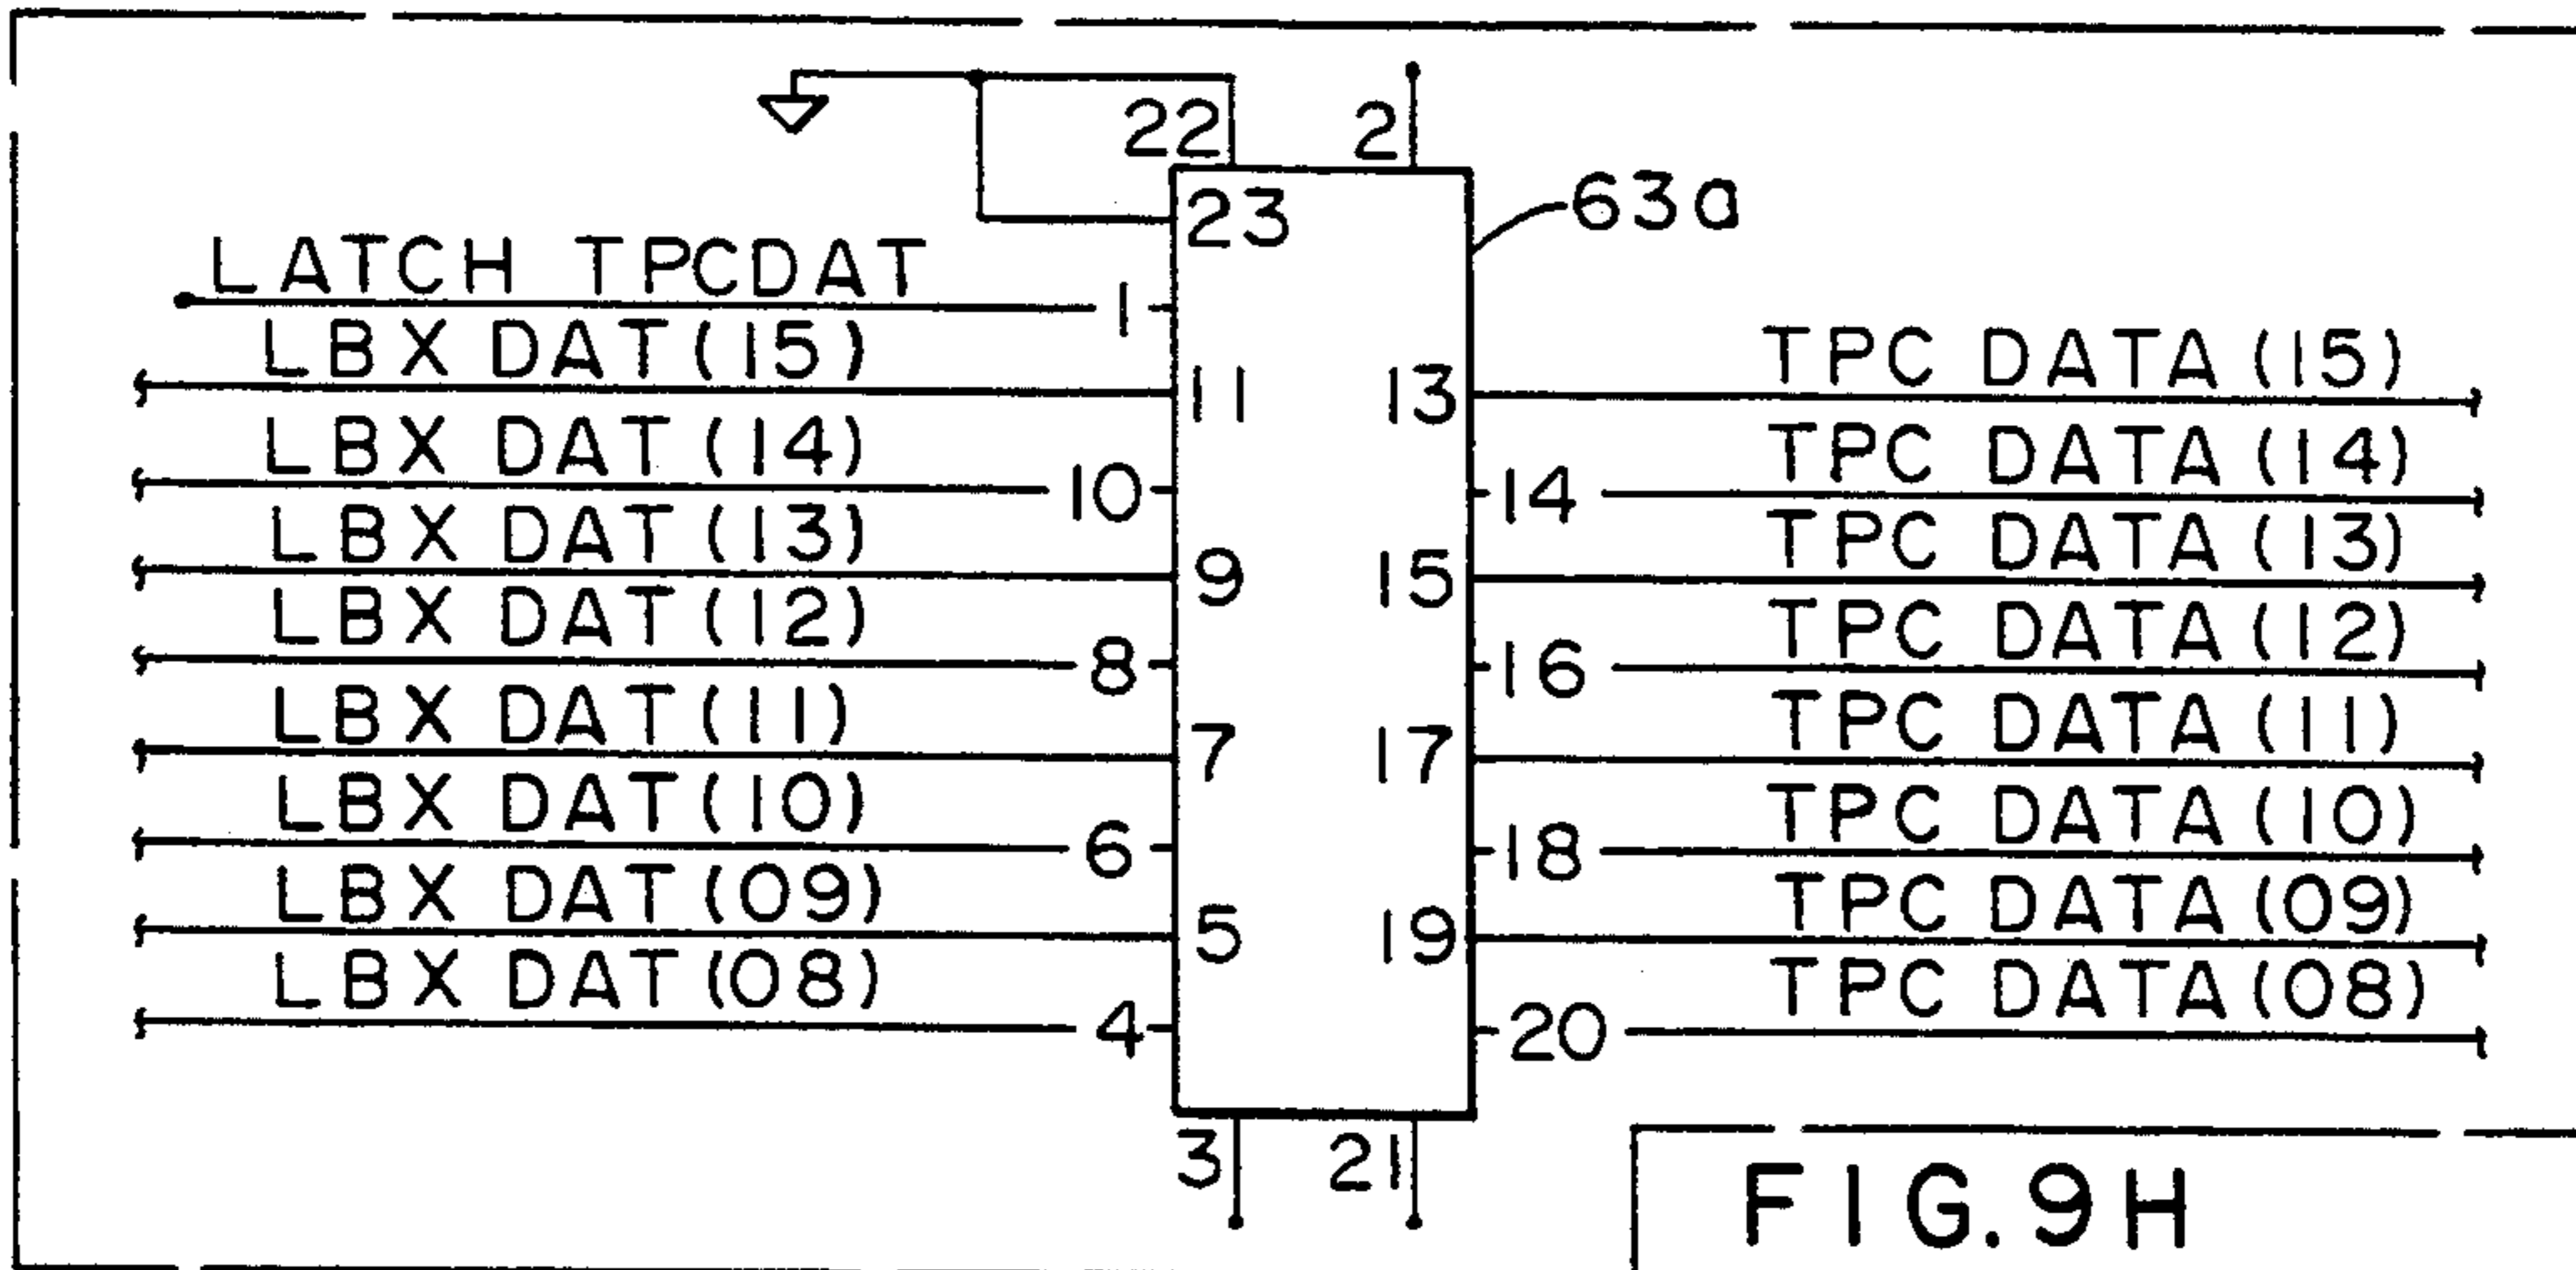 22 2
23 63a
LATCH TPCDAT 1
LBX DAT(15) 11 13 TPC DATA(15)
LBX DAT(14) 10 14 TPC DATA(14)
LBX DAT(13) 9 15 TPC DATA(13)
LBX DAT(12) 8 16 TPC DATA(12)
LBX DAT(11) 7 17 TPC DATA(11)
LBX DAT(10) 6 18 TPC DATA(10)
LBX DAT(09) 5 19 TPC DATA(09)
LBX DAT(08) 4 20 TPC DATA(08)
3 21
FIG. 9H